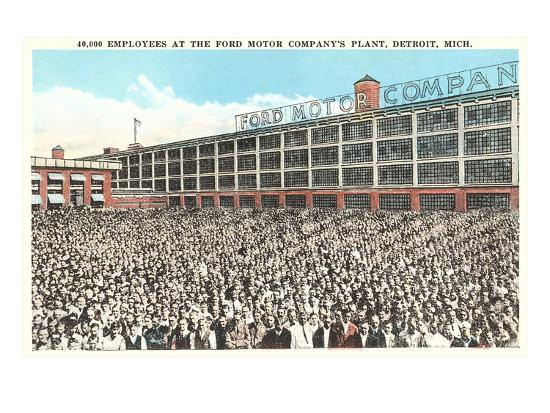 40,000 EMPLOYEES AT THE FORD MOTOR COMPANY'S PLANT, DETROIT, MICH.
FORD MOTOR COMPAN